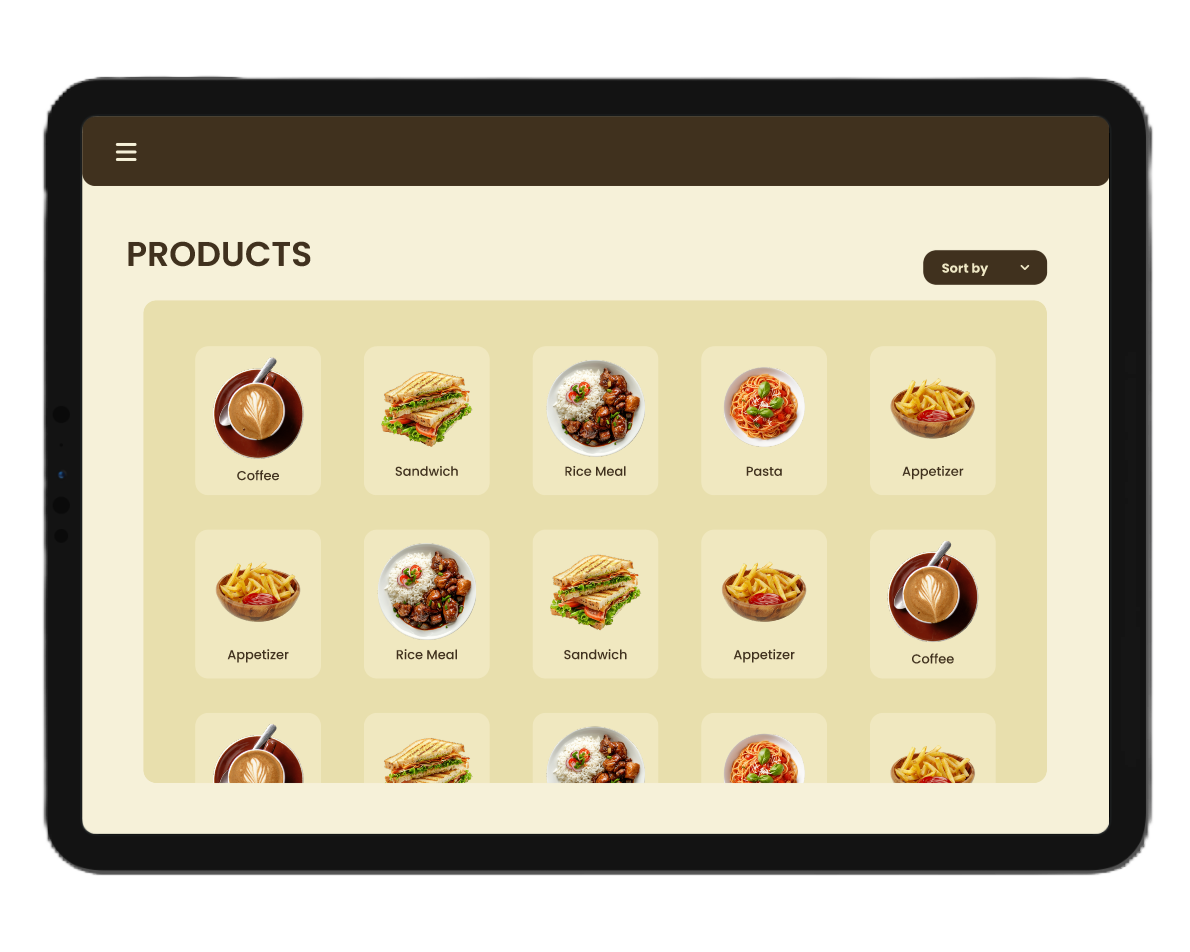 PRODUCTS
Sort by
Coffee
Sandwich
Rice Meal
Pasta
Appetizer
Appetizer
Rice Meal
Sandwich
Appetizer
Coffee